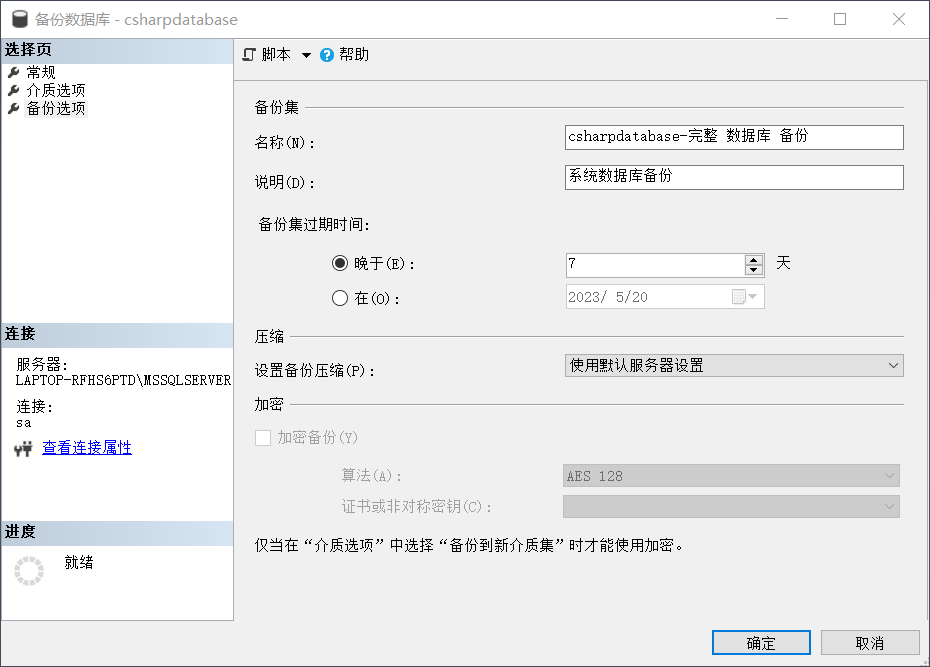 备份数据库 - csharpdatabase
选择页
常规
介质选项
备份选项
脚本
帮助
备份集
名称(N):
csharpdatabase-完整 数据库 备份
说明(D):
系统数据库备份
备份集过期时间:
晚于(E):
7
天
在(O):
2023/ 5/20
压缩
设置备份压缩(P):
使用默认服务器设置
加密
加密备份(Y)
算法(A):
AES 128
证书或非对称密钥(C):
仅当在“介质选项”中选择“备份到新介质集”时才能使用加密。
连接
服务器:
LAPTOP-RFHS6PTD\MSSQLSERVER
连接:
sa
查看连接属性
进度
就绪
确定
取消